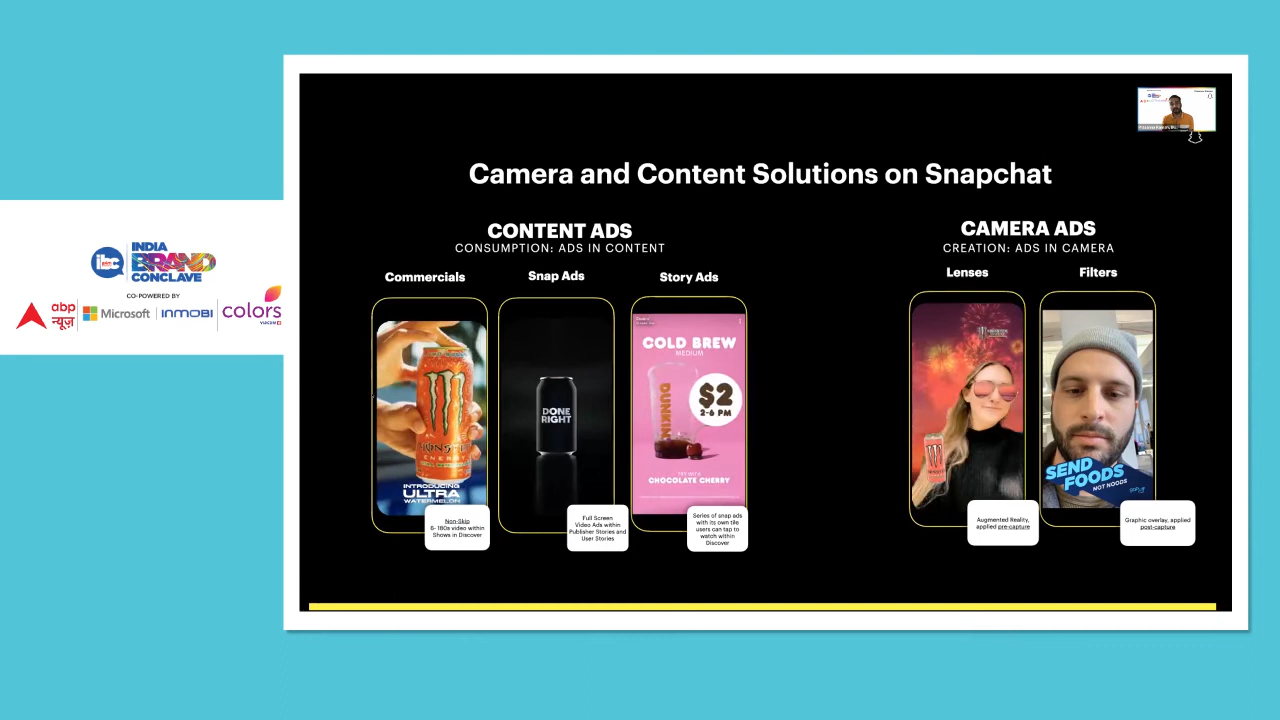 Camera and Content Solutions on Snapchat
CONTENT ADS
CONSUMPTION: ADS IN CONTENT
Commercials
Snap Ads
Story Ads
CAMERA ADS
CREATION: ADS IN CAMERA
Lenses
Filters
INTRODUCING
ULTRA
WATERMELON
Non-Skip
6- 180s video within
Shows in Discover
DONE
RIGHT
Full Screen
Video Ads within
Publisher Stories and
User Stories
COLD BREW
MEDIUM
$2
2-6 PM
DUNKIN'
TRY WITH
CHOCOLATE CHERRY
Series of snap ads
with its own tile
users can tap to
watch within
Discover
Augmented Reality,
applied pre-capture
SEND
FOODS
NOT NOODS
Graphic overlay, applied
post-capture
ibc
INDIA
BRAND
CONCLAVE
CO-POWERED BY
abp
न्यूज़
Microsoft
INMOBI
colors
VIACOM18